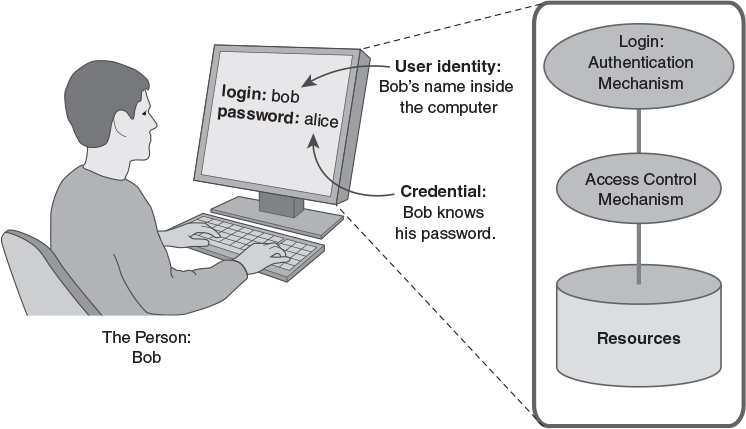 login: bob
password: alice
User identity:
Bob's name inside
the computer
Credential:
Bob knows
his password.
The Person:
Bob
Login:
Authentication
Mechanism
Access Control
Mechanism
Resources